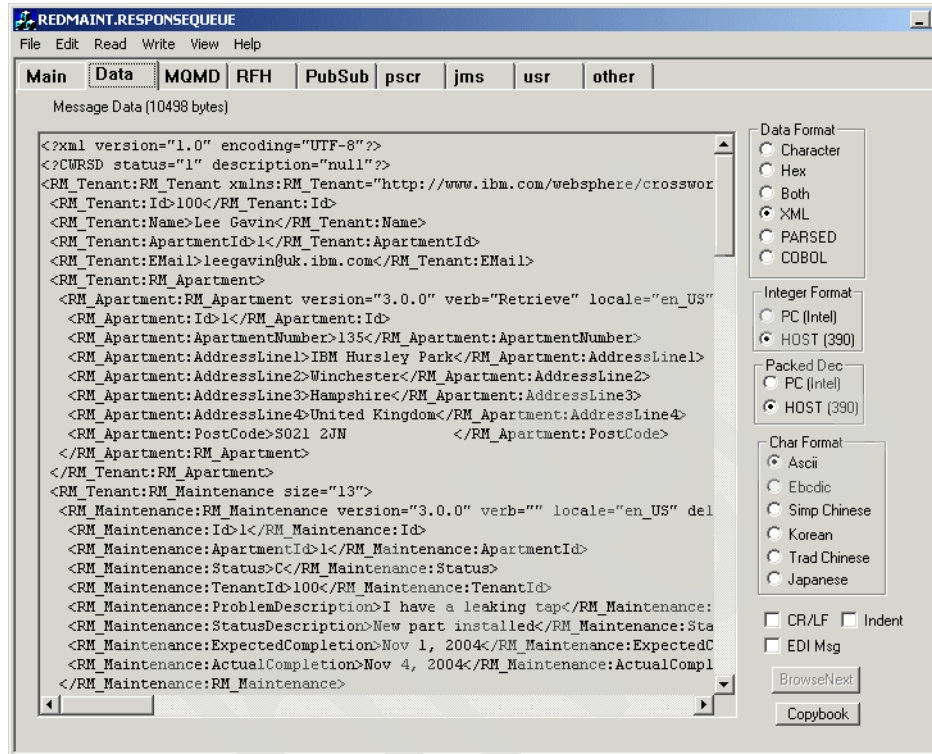 REDMAINT.RESPONSEQUEUE
File Edit Read Write View Help
Main Data MQMD RFH PubSub pscr jms usr other
Message Data (10498 bytes)
<?xml version="1.0" encoding="UTF-8"?>
<?CWRSD status="1" description="null"?>
<RM_Tenant:RM_Tenant xmlns:RM_Tenant="http://www.ibm.com/websphere/crosswor
<RM_Tenant:Id>100</RM_Tenant:Id>
<RM_Tenant:Name>Lee Gavin</RM_Tenant:Name>
<RM_Tenant:ApartmentId>1</RM_Tenant:ApartmentId>
<RM_Tenant:EMail>leegavin@uk.ibm.com</RM_Tenant:EMail>
<RM_Tenant:RM_Apartment>
<RM_Apartment:RM_Apartment version="3.0.0" verb="Retrieve" locale="en_US"
<RM_Apartment:Id>1</RM_Apartment:Id>
<RM_Apartment:ApartmentNumber>135</RM_Apartment:ApartmentNumber>
<RM_Apartment:AddressLine1>IBM Hursley Park</RM_Apartment:AddressLine1>
<RM_Apartment:AddressLine2>Winchester</RM_Apartment:AddressLine2>
<RM_Apartment:AddressLine3>Hampshire</RM_Apartment:AddressLine3>
<RM_Apartment:AddressLine4>United Kingdom</RM_Apartment:AddressLine4>
<RM_Apartment:PostCode>SO21 2JN </RM_Apartment:PostCode>
</RM_Apartment:RM_Apartment>
</RM_Tenant:RM_Apartment>
<RM_Tenant:RM_Maintenance size="13">
<RM_Maintenance:RM_Maintenance version="3.0.0" verb="" locale="en_US" del
<RM_Maintenance:Id>1</RM_Maintenance:Id>
<RM_Maintenance:ApartmentId>1</RM_Maintenance:ApartmentId>
<RM_Maintenance:Status>C</RM_Maintenance:Status>
<RM_Maintenance:TenantId>100</RM_Maintenance:TenantId>
<RM_Maintenance:ProblemDescription>I have a leaking tap</RM_Maintenance:
<RM_Maintenance:StatusDescription>New part installed</RM_Maintenance:Sta
<RM_Maintenance:ExpectedCompletion>Nov 1, 2004</RM_Maintenance:ExpectedC
<RM_Maintenance:ActualCompletion>Nov 4, 2004</RM_Maintenance:ActualCompl
</RM_Maintenance:RM_Maintenance>
Data Format
Character
Hex
Both
XML
PARSED
COBOL
Integer Format
PC (Intel)
HOST (390)
Packed Dec
PC (Intel)
HOST (390)
Char Format
Ascii
Ebcdic
Simp Chinese
Korean
Trad Chinese
Japanese
CR/LF Indent
EDI Msg
BrowseNext
Copybook